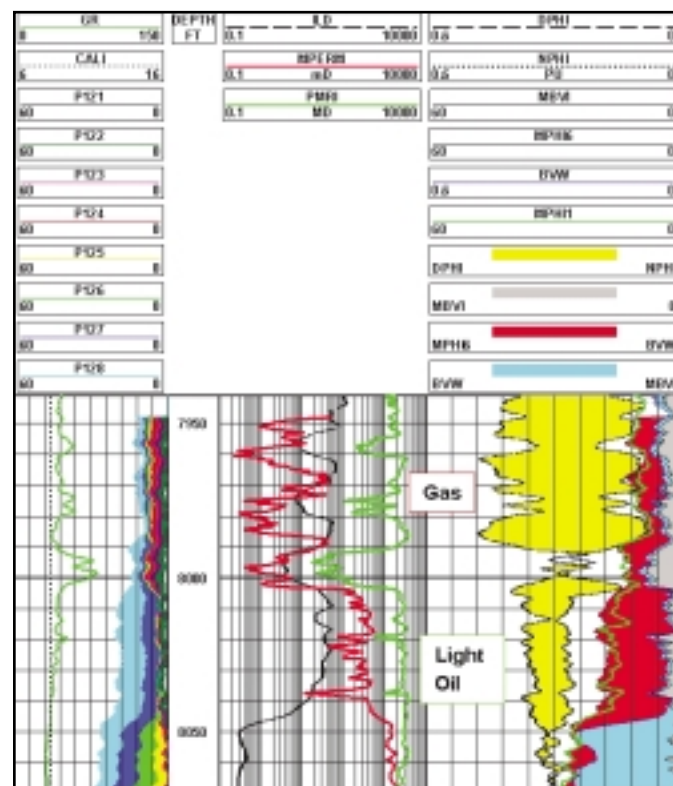 GR
0 150
CALI
6 16
P121
60 0
P122
60 0
P123
60 0
P124
60 0
P125
60 0
P126
60 0
P127
60 0
P128
60 0
DEPTH
FT
ILD
0.1 10000
MPERM
0.1 mD 10000
PMRI
0.1 MD 10000
DPHI
0.6 0
NPHI
0.6 PU 0
MBVI
60 0
MPHI6
60 0
BVW
0.6 0
MPHI1
60 0
DPHI NPHI
MBVI 0
MPHI6 BVW
BVW MBVI
7950
Gas
8000
Light
Oil
8050